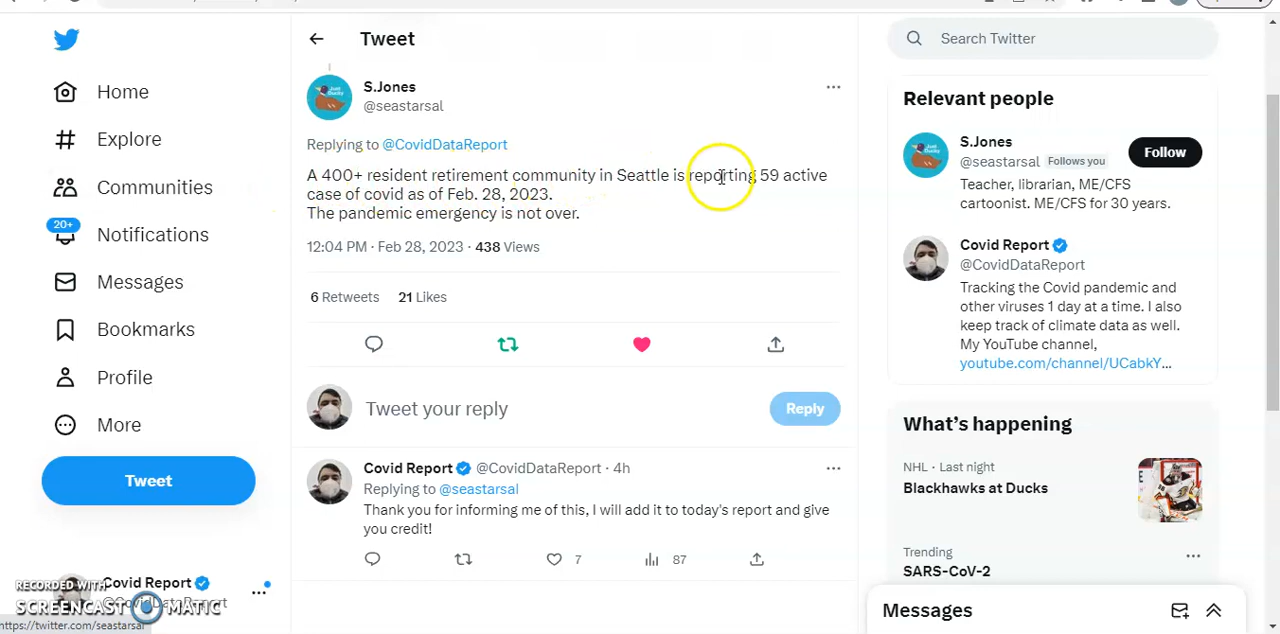 Tweet
Search Twitter
Home
Explore
Communities
20+
Notifications
Messages
Bookmarks
Profile
More
Tweet
S.Jones
@seastarsal
Replying to @CovidDataReport
A 400+ resident retirement community in Seattle is reporting 59 active
case of covid as of Feb. 28, 2023.
The pandemic emergency is not over.
12:04 PM · Feb 28, 2023 · 438 Views
6 Retweets 21 Likes
Tweet your reply
Reply
Covid Report @CovidDataReport · 4h
Replying to @seastarsal
Thank you for informing me of this, I will add it to today's report and give
you credit!
7
87
Relevant people
S.Jones
@seastarsal Follows you
Follow
Teacher, librarian, ME/CFS
cartoonist. ME/CFS for 30 years.
Covid Report
@CovidDataReport
Tracking the Covid pandemic and
other viruses 1 day at a time. I also
keep track of climate data as well.
My YouTube channel,
youtube.com/channel/UCabkY…
What's happening
NHL · Last night
Blackhawks at Ducks
Trending
SARS-CoV-2
Messages
Covid Report
@CovidDataReport
RECORDED WITH
SCREENCAST MATIC
https://twitter.com/seastarsal